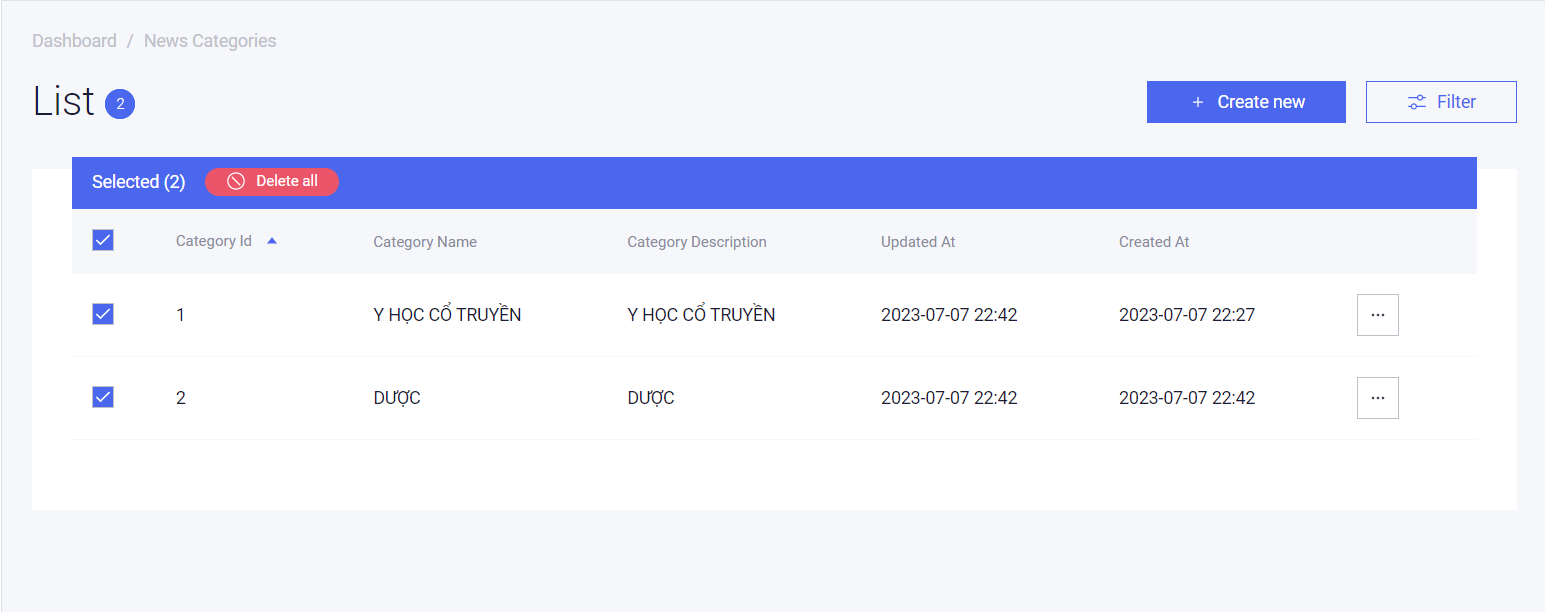 Dashboard / News Categories
List 2
+ Create new
Filter
Selected (2) Delete all
Category Id Category Name Category Description Updated At Created At
1 Y HỌC CỔ TRUYỀN Y HỌC CỔ TRUYỀN 2023-07-07 22:42 2023-07-07 22:27 ...
2 DƯỢC DƯỢC 2023-07-07 22:42 2023-07-07 22:42 ...